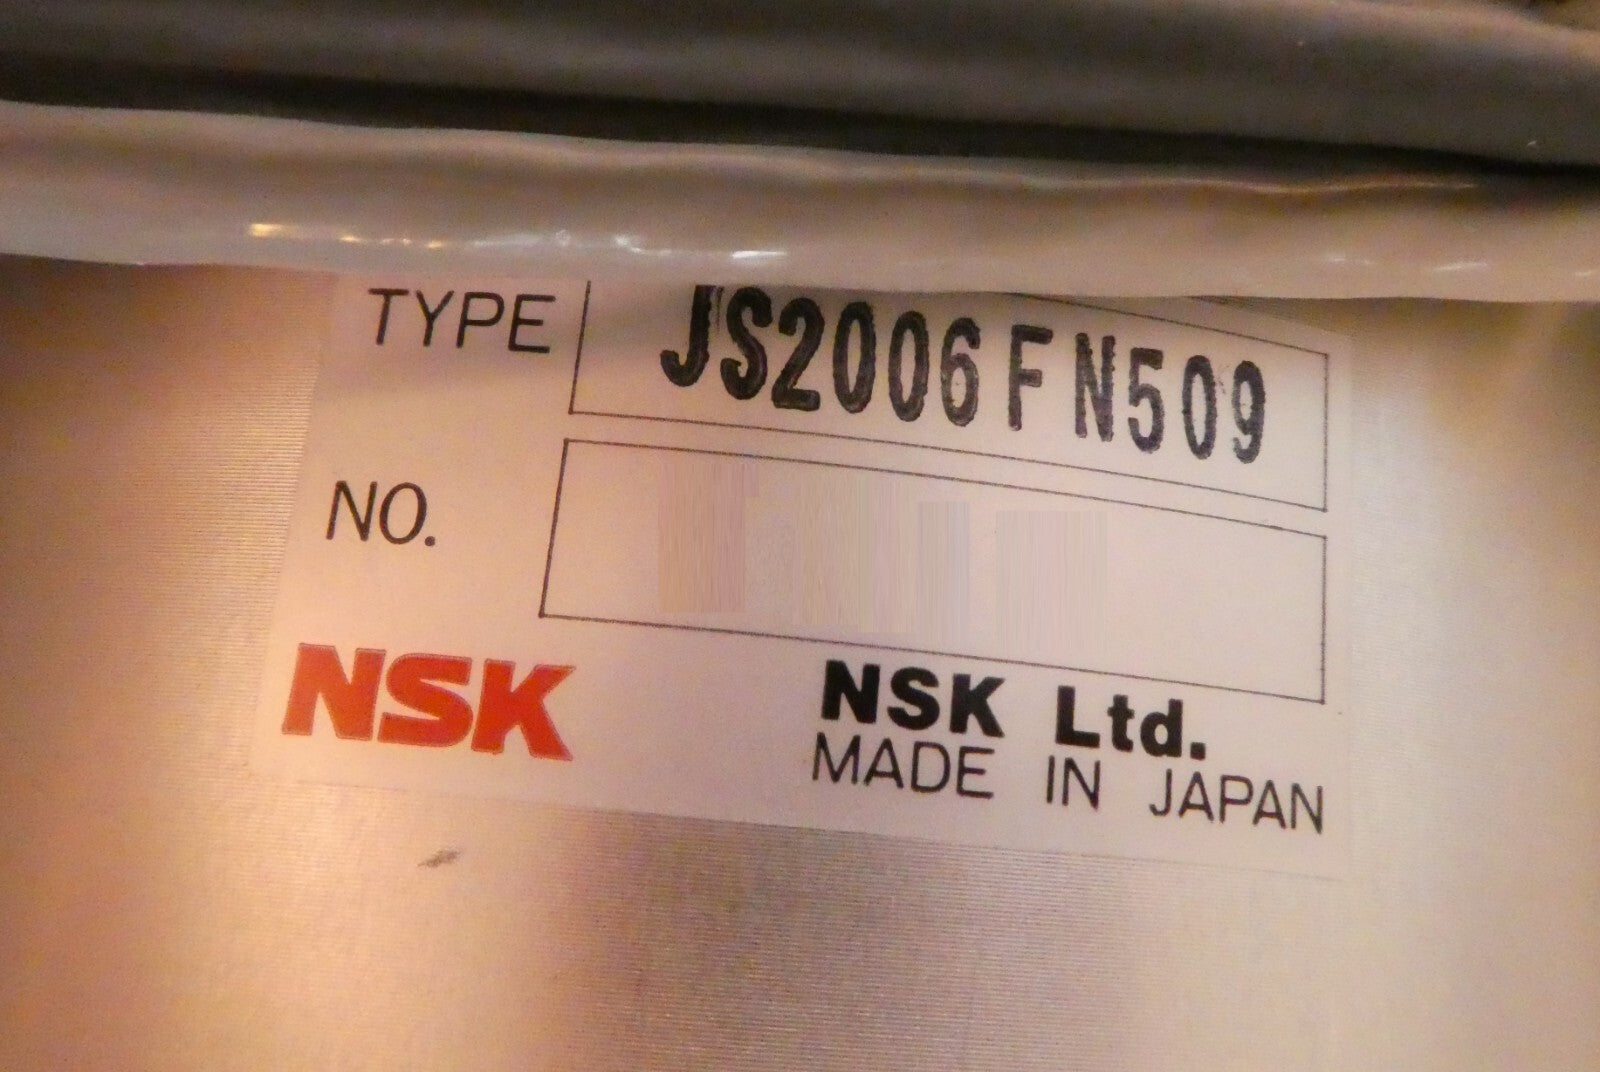 TYPE JS2006FN509
NO.
NSK NSK Ltd.
MADE IN JAPAN